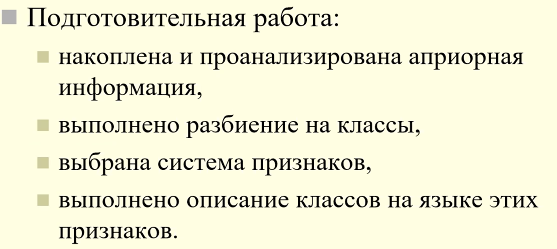 Подготовительная работа:
накоплена и проанализирована априорная
информация,
выполнено разбиение на классы,
выбрана система признаков,
выполнено описание классов на языке этих
признаков.